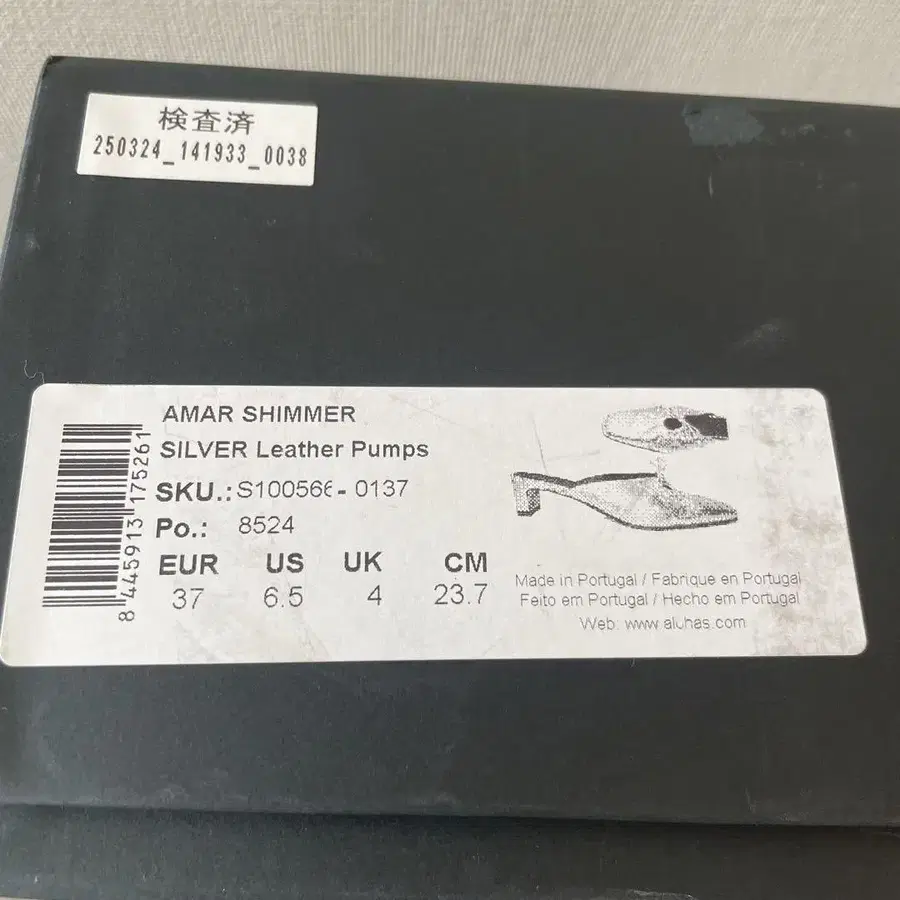 検査済
250324_141933_0038
AMAR SHIMMER
SILVER Leather Pumps
SKU.: S100566- 0137
Po.: 8524
EUR US UK CM
37 6.5 4 23.7
8 445913 175261
Made in Portugal / Fabrique en Portugal
Feito em Portugal / Hecho em Portugal
Web: www.alohas.com